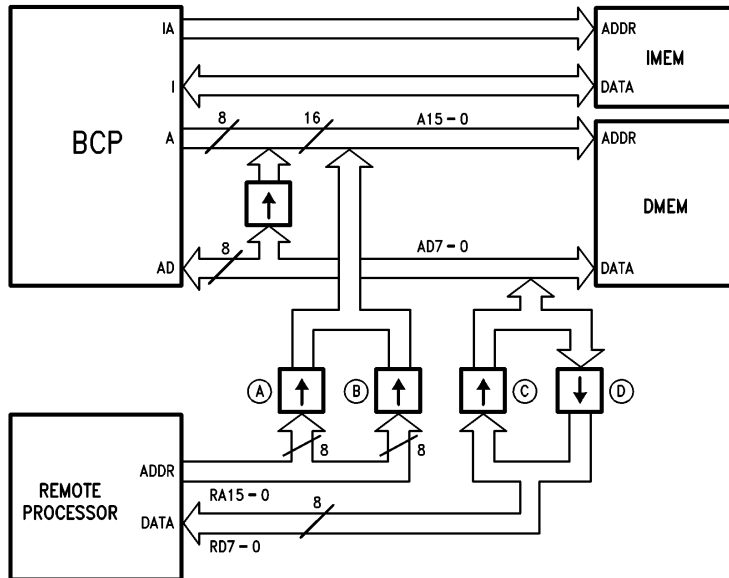 IA
ADDR
IMEM
I
DATA
BCP
8
16
A15-0
A
ADDR
DMEM
8
AD7-0
AD
DATA
A
B
C
D
8
8
ADDR
REMOTE
PROCESSOR
RA15-0
8
DATA
RD7-0